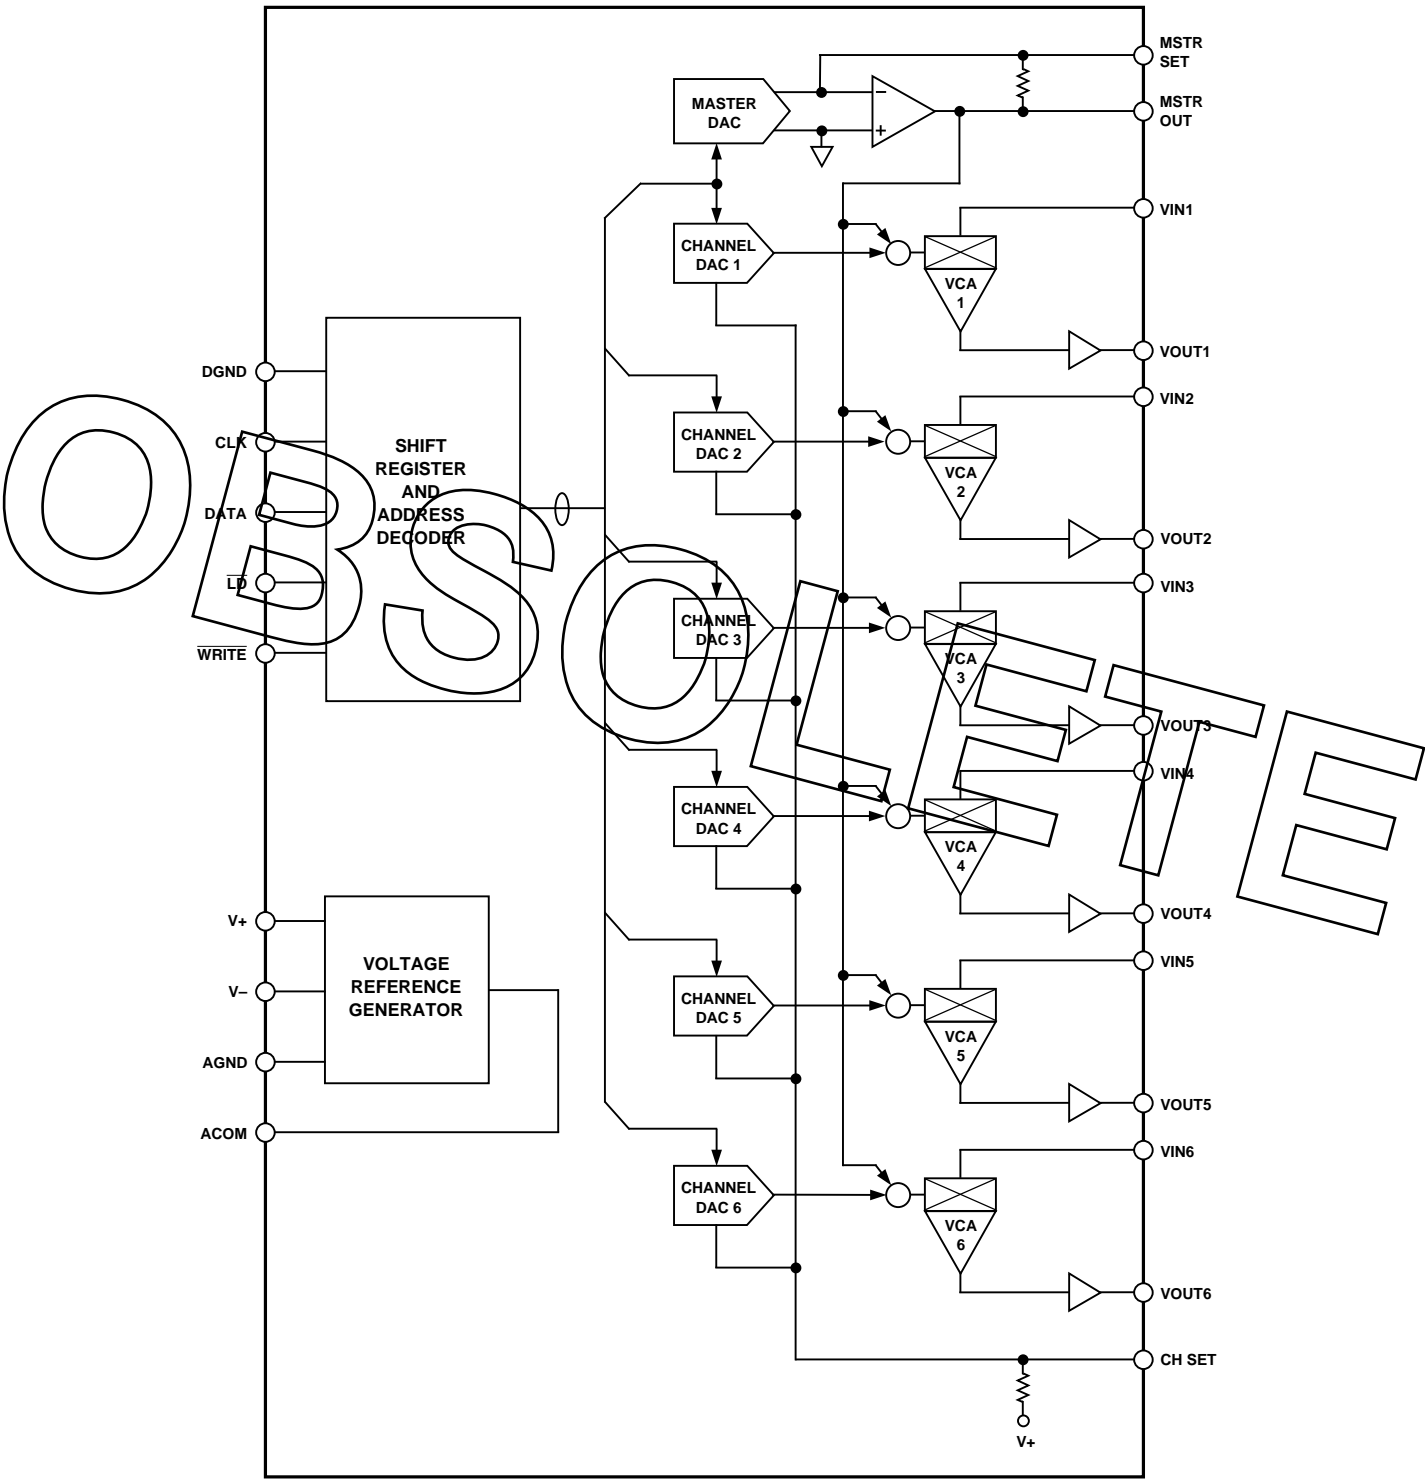 MSTR
SET
MASTER
DAC
−
+
MSTR
OUT
VIN1
CHANNEL
DAC 1
VCA
1
VOUT1
DGND
VIN2
CLK
SHIFT
REGISTER
AND
ADDRESS
DECODER
CHANNEL
DAC 2
VCA
2
DATA
VOUT2
LD
VIN3
CHANNEL
DAC 3
VCA
3
WRITE
VOUT3
VIN4
CHANNEL
DAC 4
VCA
4
VOUT4
V+
VOLTAGE
REFERENCE
GENERATOR
V–
AGND
ACOM
VIN5
CHANNEL
DAC 5
VCA
5
VOUT5
VIN6
CHANNEL
DAC 6
VCA
6
VOUT6
CH SET
V+
OBSOLETE